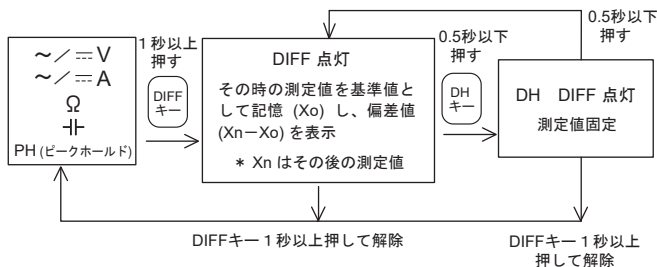 ～／⎓V
～／⎓A
Ω
⊣⊢
PH (ピークホールド)
1 秒以上
押す
DIFF
キー
DIFF 点灯
その時の測定値を基準値と
して記憶 (Xo) し、偏差値
(Xn－Xo) を表示
＊ Xn はその後の測定値
0.5秒以下
押す
DH
キー
0.5秒以下
押す
DH DIFF 点灯
測定値固定
DIFFキー 1 秒以上押して解除
DIFFキー 1 秒以上
押して解除